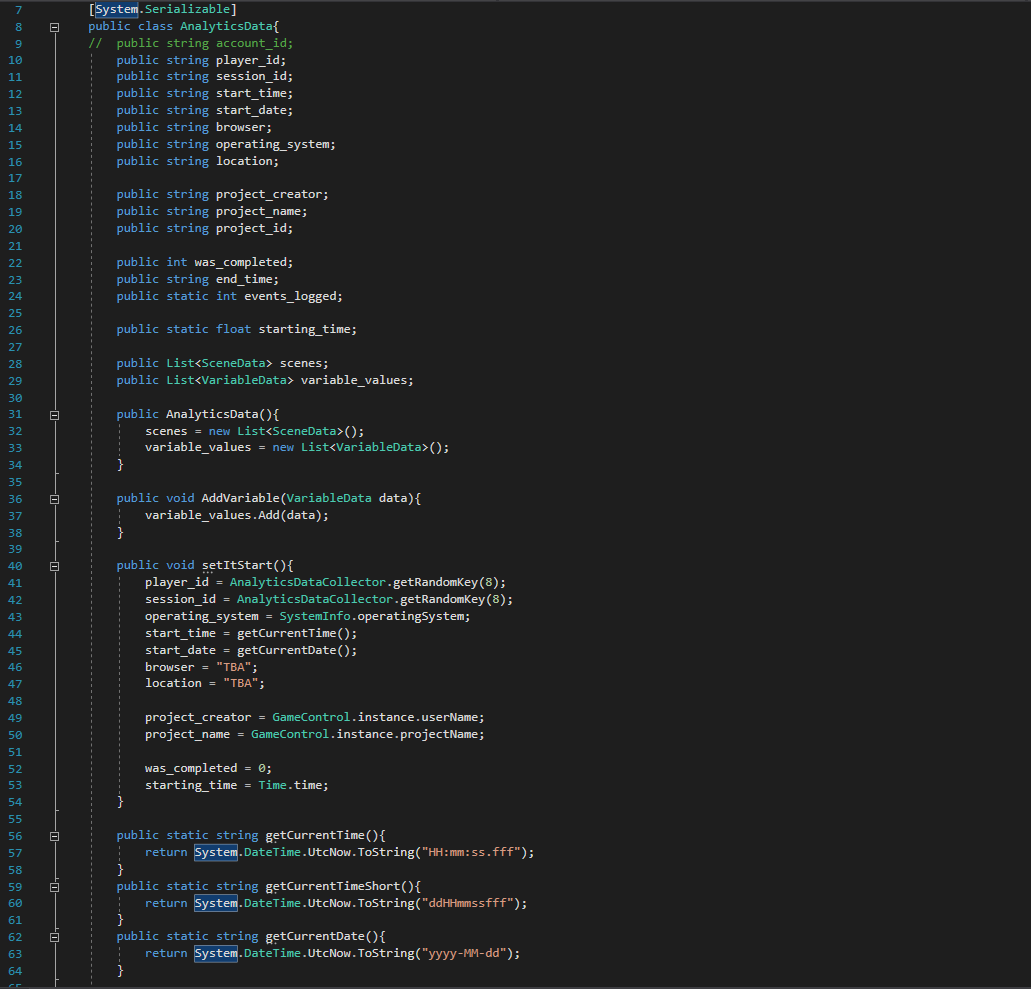 7 [System.Serializable]
8 public class AnalyticsData{
9 //  public string account_id;
10 public string player_id;
11 public string session_id;
12 public string start_time;
13 public string start_date;
14 public string browser;
15 public string operating_system;
16 public string location;
17
18 public string project_creator;
19 public string project_name;
20 public string project_id;
21
22 public int was_completed;
23 public string end_time;
24 public static int events_logged;
25
26 public static float starting_time;
27
28 public List<SceneData> scenes;
29 public List<VariableData> variable_values;
30
31 public AnalyticsData(){
32 scenes = new List<SceneData>();
33 variable_values = new List<VariableData>();
34 }
35
36 public void AddVariable(VariableData data){
37 variable_values.Add(data);
38 }
39
40 public void setItStart(){
41 player_id = AnalyticsDataCollector.getRandomKey(8);
42 session_id = AnalyticsDataCollector.getRandomKey(8);
43 operating_system = SystemInfo.operatingSystem;
44 start_time = getCurrentTime();
45 start_date = getCurrentDate();
46 browser = "TBA";
47 location = "TBA";
48
49 project_creator = GameControl.instance.userName;
50 project_name = GameControl.instance.projectName;
51
52 was_completed = 0;
53 starting_time = Time.time;
54 }
55
56 public static string getCurrentTime(){
57 return System.DateTime.UtcNow.ToString("HH:mm:ss.fff");
58 }
59 public static string getCurrentTimeShort(){
60 return System.DateTime.UtcNow.ToString("ddHHmmssfff");
61 }
62 public static string getCurrentDate(){
63 return System.DateTime.UtcNow.ToString("yyyy-MM-dd");
64 }
65